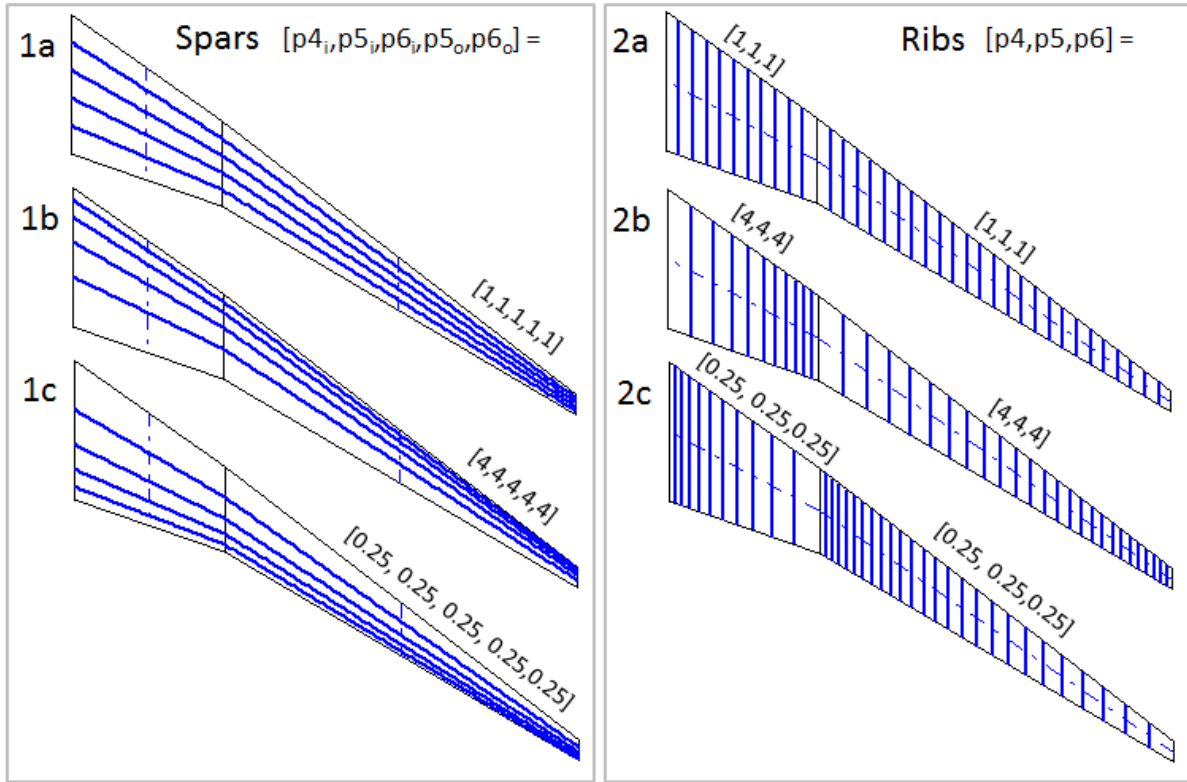 1a Spars [p4ᵢ,p5ᵢ,p6ᵢ,p5ₒ,p6ₒ] =
[1,1,1,1,1]
1b
[4,4,4,4,4]
1c
[0.25, 0.25, 0.25, 0.25,0.25]
2a Ribs [p4,p5,p6] =
[1,1,1]
[1,1,1]
2b
[4,4,4]
[4,4,4]
2c
[0.25, 0.25,0.25]
[0.25, 0.25,0.25]